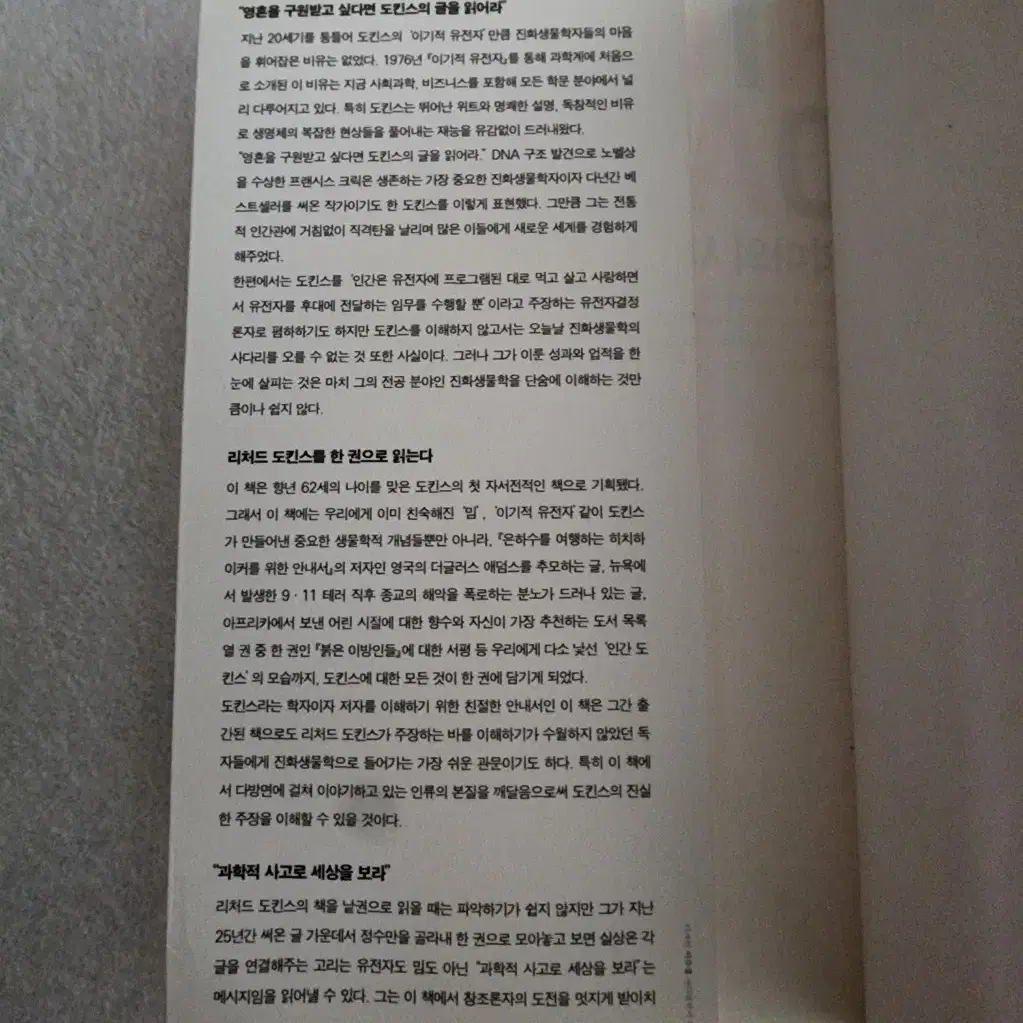 "영혼을 구원받고 싶다면 도킨스의 글을 읽어라"
지난 20세기를 통틀어 도킨스의 '이기적 유전자' 만큼 진화생물학자들의 마음
을 휘어잡은 비유는 없었다. 1976년 『이기적 유전자』를 통해 과학계에 처음으
로 소개된 이 비유는 지금 사회과학, 비즈니스를 포함해 모든 학문 분야에서 널
리 다루어지고 있다. 특히 도킨스는 뛰어난 위트와 명쾌한 설명, 독창적인 비유
로 생명체의 복잡한 현상들을 풀어내는 재능을 유감없이 드러내왔다.
"영혼을 구원받고 싶다면 도킨스의 글을 읽어라." DNA 구조 발견으로 노벨상
을 수상한 프랜시스 크릭은 생존하는 가장 중요한 진화생물학자이자 다년간 베
스트셀러를 써온 작가이기도 한 도킨스를 이렇게 표현했다. 그만큼 그는 전통
적 인간관에 거침없이 직격탄을 날리며 많은 이들에게 새로운 세계를 경험하게
해주었다.
한편에서는 도킨스를 '인간은 유전자에 프로그램된 대로 먹고 살고 사랑하면
서 유전자를 후대에 전달하는 임무를 수행할 뿐' 이라고 주장하는 유전자결정
론자로 폄하하기도 하지만 도킨스를 이해하지 않고서는 오늘날 진화생물학의
사다리를 오를 수 없는 것 또한 사실이다. 그러나 그가 이룬 성과와 업적을 한
눈에 살피는 것은 마치 그의 전공 분야인 진화생물학을 단숨에 이해하는 것만
큼이나 쉽지 않다.
리처드 도킨스를 한 권으로 읽는다
이 책은 향년 62세의 나이를 맞은 도킨스의 첫 자서전적인 책으로 기획됐다.
그래서 이 책에는 우리에게 이미 친숙해진 '밈', '이기적 유전자' 같이 도킨스
가 만들어낸 중요한 생물학적 개념들뿐만 아니라, 『은하수를 여행하는 히치하
이커를 위한 안내서』의 저자인 영국의 더글러스 애덤스를 추모하는 글, 뉴욕에
서 발생한 9·11 테러 직후 종교의 해악을 폭로하는 분노가 드러나 있는 글,
아프리카에서 보낸 어린 시절에 대한 향수와 자신이 가장 추천하는 도서 목록
열 권 중 한 권인 『붉은 이방인들』에 대한 서평 등 우리에게 다소 낯선 '인간 도
킨스' 의 모습까지, 도킨스에 대한 모든 것이 한 권에 담기게 되었다.
도킨스라는 학자이자 저자를 이해하기 위한 친절한 안내서인 이 책은 그간 출
간된 책으로도 리처드 도킨스가 주장하는 바를 이해하기가 수월하지 않았던 독
자들에게 진화생물학으로 들어가는 가장 쉬운 관문이기도 하다. 특히 이 책에
서 다방면에 걸쳐 이야기하고 있는 인류의 본질을 깨달음으로써 도킨스의 진실
한 주장을 이해할 수 있을 것이다.
"과학적 사고로 세상을 보라"
리처드 도킨스의 책을 낱권으로 읽을 때는 파악하기가 쉽지 않지만 그가 지난
25년간 써온 글 가운데서 정수만을 골라내 한 권으로 모아놓고 보면 실상은 각
글을 연결해주는 고리는 유전자도 밈도 아닌 "과학적 사고로 세상을 보라"는
메시지임을 읽어낼 수 있다. 그는 이 책에서 창조론자의 도전을 멋지게 받아치